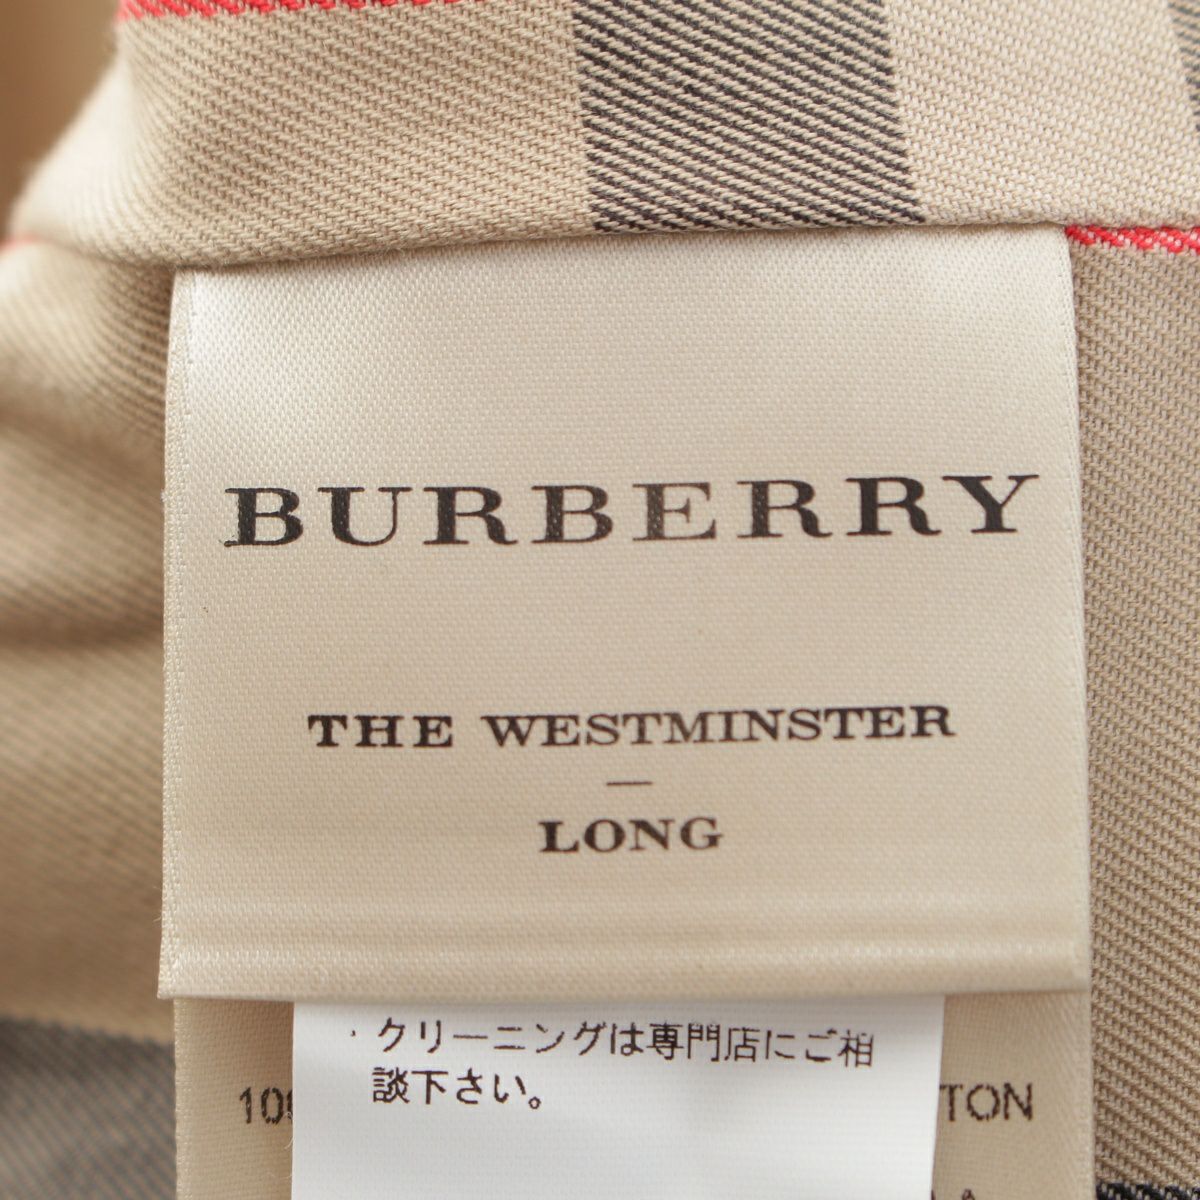 BURBERRY
THE WESTMINSTER
—
LONG
・クリーニングは専門店にご相
談下さい。